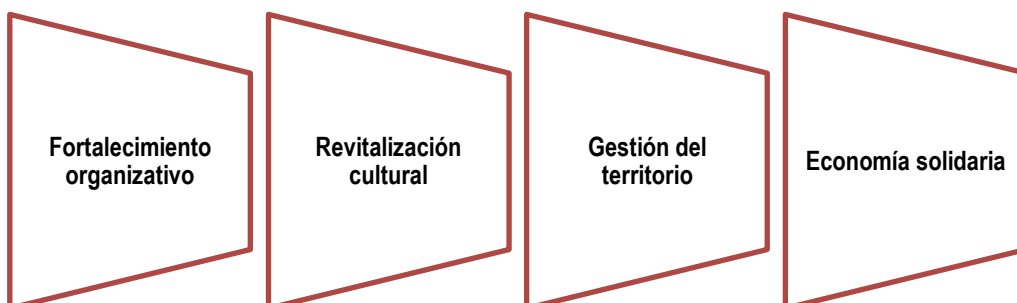 Fortalecimiento
organizativo
Revitalización
cultural
Gestión del
territorio
Economía solidaria